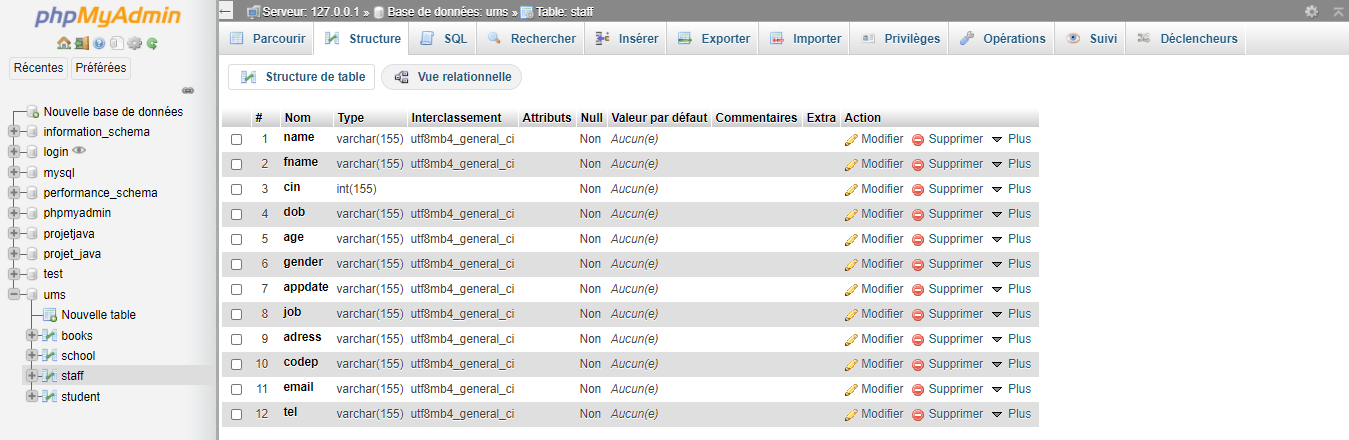 phpMyAdmin
Récentes Préférées
Nouvelle base de données
information_schema
login
mysql
performance_schema
phpmyadmin
projetjava
projet_java
test
ums
Nouvelle table
books
school
staff
student
Serveur: 127.0.0.1 » Base de données: ums » Table: staff
Parcourir Structure SQL Rechercher Insérer Exporter Importer Privilèges Opérations Suivi Déclencheurs
Structure de table Vue relationnelle
# Nom Type Interclassement Attributs Null Valeur par défaut Commentaires Extra Action
1 name varchar(155) utf8mb4_general_ci Non Aucun(e) Modifier Supprimer Plus
2 fname varchar(155) utf8mb4_general_ci Non Aucun(e) Modifier Supprimer Plus
3 cin int(155) Non Aucun(e) Modifier Supprimer Plus
4 dob varchar(155) utf8mb4_general_ci Non Aucun(e) Modifier Supprimer Plus
5 age varchar(155) utf8mb4_general_ci Non Aucun(e) Modifier Supprimer Plus
6 gender varchar(155) utf8mb4_general_ci Non Aucun(e) Modifier Supprimer Plus
7 appdate varchar(155) utf8mb4_general_ci Non Aucun(e) Modifier Supprimer Plus
8 job varchar(155) utf8mb4_general_ci Non Aucun(e) Modifier Supprimer Plus
9 adress varchar(155) utf8mb4_general_ci Non Aucun(e) Modifier Supprimer Plus
10 codep varchar(155) utf8mb4_general_ci Non Aucun(e) Modifier Supprimer Plus
11 email varchar(155) utf8mb4_general_ci Non Aucun(e) Modifier Supprimer Plus
12 tel varchar(155) utf8mb4_general_ci Non Aucun(e) Modifier Supprimer Plus